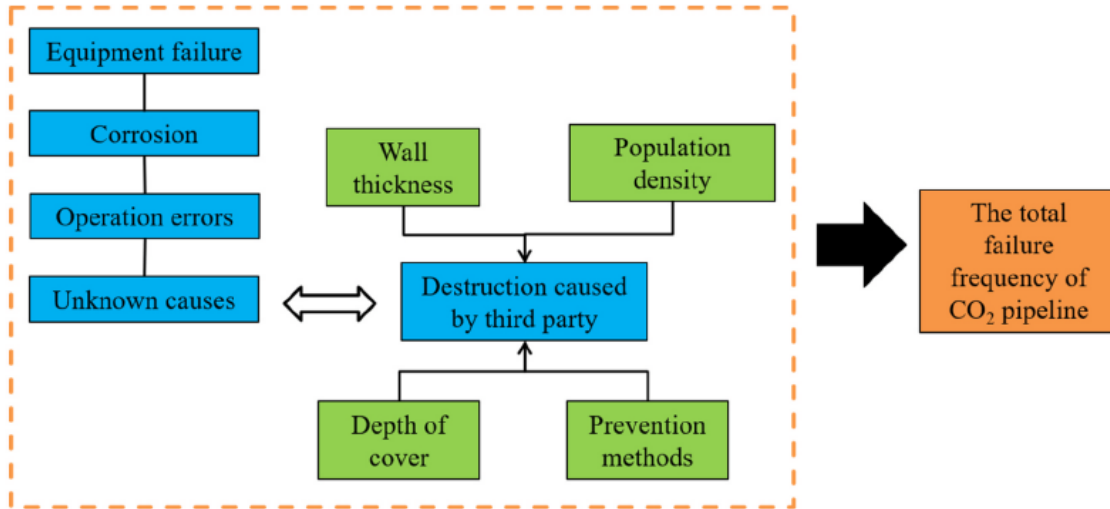 Equipment failure
Corrosion
Operation errors
Unknown causes
Wall
thickness
Population
density
Destruction caused
by third party
Depth of
cover
Prevention
methods
The total
failure
frequency of
CO₂ pipeline